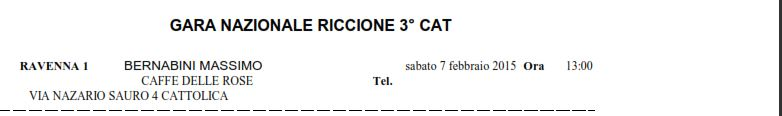 GARA NAZIONALE RICCIONE 3° CAT
RAVENNA 1 BERNABINI MASSIMO sabato 7 febbraio 2015 Ora 13:00
CAFFE DELLE ROSE Tel.
VIA NAZARIO SAURO 4 CATTOLICA